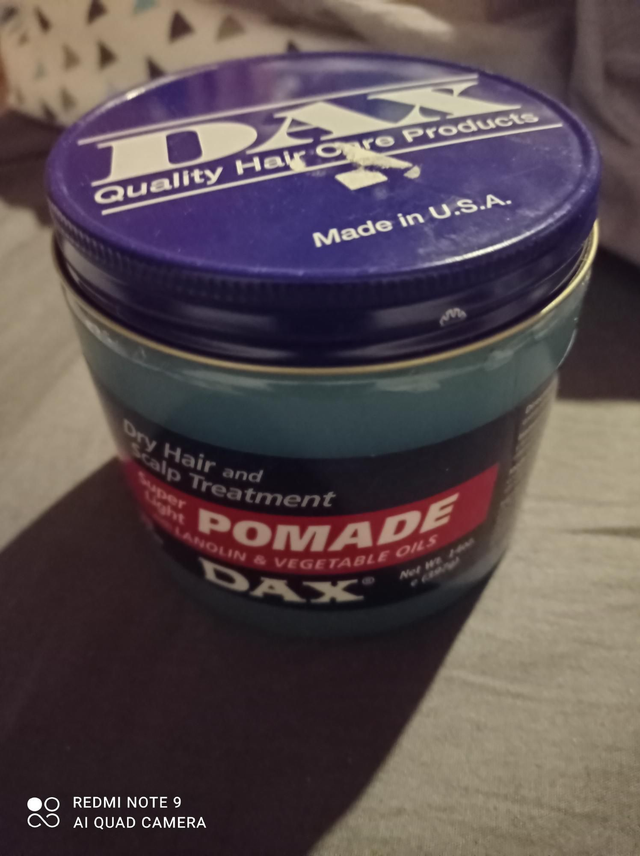 DAX
Quality Hair Care Products
Made in U.S.A.
Dry Hair and
Scalp Treatment
Super
Light
POMADE
LANOLIN & VEGETABLE OILS
DAX®
Net Wt. 14oz.
REDMI NOTE 9
AI QUAD CAMERA